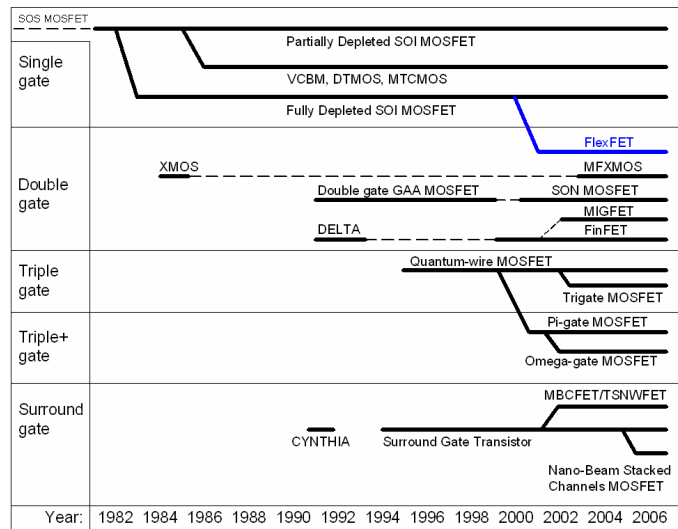 SOS MOSFET
Partially Depleted SOI MOSFET
Single
gate
VCBM, DTMOS, MTCMOS
Fully Depleted SOI MOSFET
FlexFET
Double
gate
XMOS
MFXMOS
Double gate GAA MOSFET
SON MOSFET
MIGFET
DELTA
FinFET
Triple
gate
Quantum-wire MOSFET
Trigate MOSFET
Triple+
gate
Pi-gate MOSFET
Omega-gate MOSFET
Surround
gate
MBCFET/TSNWFET
CYNTHIA
Surround Gate Transistor
Nano-Beam Stacked
Channels MOSFET
Year: 1982 1984 1986 1988 1990 1992 1994 1996 1998 2000 2002 2004 2006